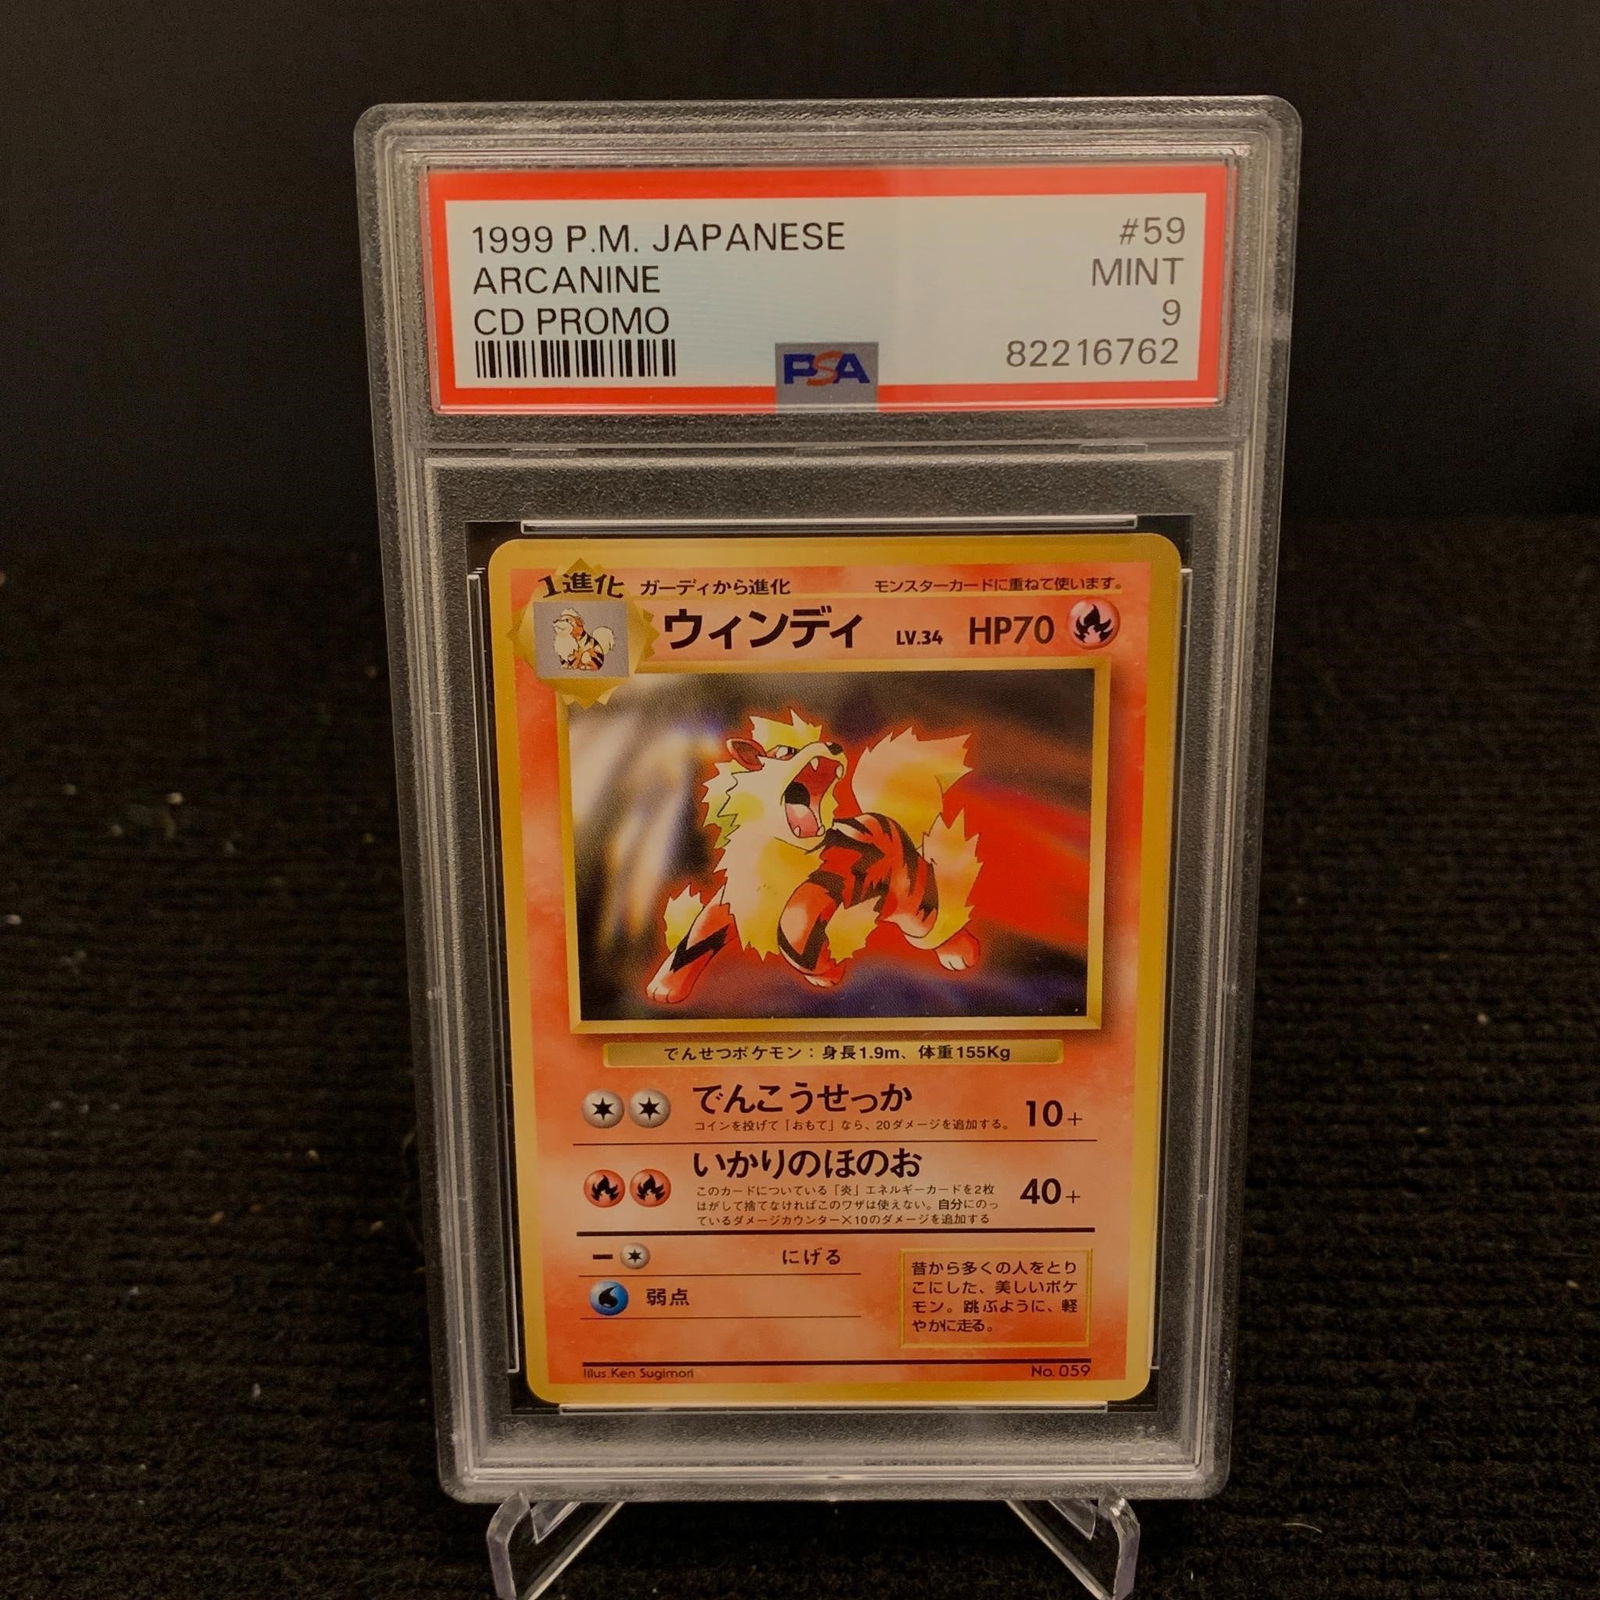 1999 P.M. JAPANESE #59
ARCANINE MINT
CD PROMO 9
82216762
PSA
1進化 ガーディから進化 モンスターカードに重ねて使います。
ウィンディ LV.34 HP70
でんせつポケモン：身長1.9m、体重155Kg
でんこうせっか 10+
コインを投げて「おもて」なら、20ダメージを追加する。
いかりのほのお 40+
このカードについている「炎」エネルギーカードを2枚
はがして捨てなければこのワザは使えない。自分にのっ
ているダメージカウンター×10のダメージを追加する
にげる
弱点
昔から多くの人をとり
こにした、美しいポケ
モン。跳ぶように、軽
やかに走る。
Illus.Ken Sugimori No. 059